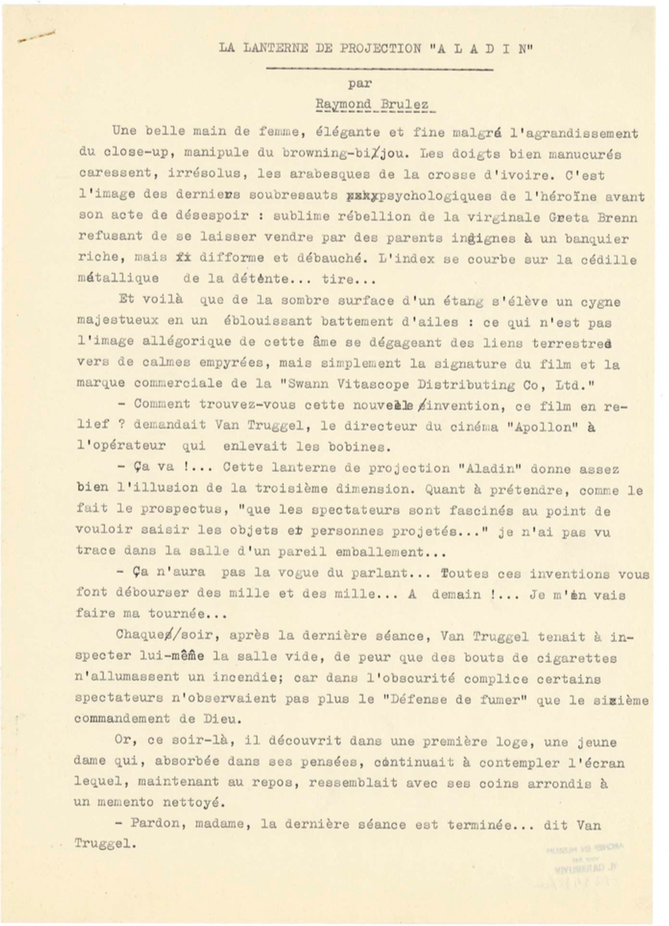 LA LANTERNE DE PROJECTION "A L A D I N"
par
Raymond Brulez
Une belle main de femme, élégante et fine malgré l'agrandissement
du close-up, manipule du browning-bijou. Les doigts bien manucurés
caressent, irrésolus, les arabesques de la crosse d'ivoire. C'est
l'image des derniers soubresauts psychologiques de l'héroïne avant
son acte de désespoir : sublime rébellion de la virginale Greta Brenn
refusant de se laisser vendre par des parents indignes à un banquier
riche, mais difforme et débauché. L'index se courbe sur la cédille
métallique de la détente... tire...
Et voilà que de la sombre surface d'un étang s'élève un cygne
majestueux en un éblouissant battement d'ailes : ce qui n'est pas
l'image allégorique de cette âme se dégageant des liens terrestres
vers de calmes empyrées, mais simplement la signature du film et la
marque commerciale de la "Swann Vitascope Distributing Co, Ltd."
- Comment trouvez-vous cette nouvelle invention, ce film en re-
lief ? demandait Van Truggel, le directeur du cinéma "Apollon" à
l'opérateur qui enlevait les bobines.
- Ça va !... Cette lanterne de projection "Aladin" donne assez
bien l'illusion de la troisième dimension. Quant à prétendre, comme le
fait le prospectus, "que les spectateurs sont fascinés au point de
vouloir saisir les objets et personnes projetés..." je n'ai pas vu
trace dans la salle d'un pareil emballement...
- Ça n'aura pas la vogue du parlant... Toutes ces inventions vous
font débourser des mille et des mille... A demain !... Je m'en vais
faire ma tournée...
Chaque soir, après la dernière séance, Van Truggel tenait à in-
specter lui-même la salle vide, de peur que des bouts de cigarettes
n'allumassent un incendie; car dans l'obscurité complice certains
spectateurs n'observaient pas plus le "Défense de fumer" que le sixième
commandement de Dieu.
Or, ce soir-là, il découvrit dans une première loge, une jeune
dame qui, absorbée dans ses pensées, continuait à contempler l'écran
lequel, maintenant au repos, ressemblait avec ses coins arrondis à
un memento nettoyé.
- Pardon, madame, la dernière séance est terminée... dit Van
Truggel.